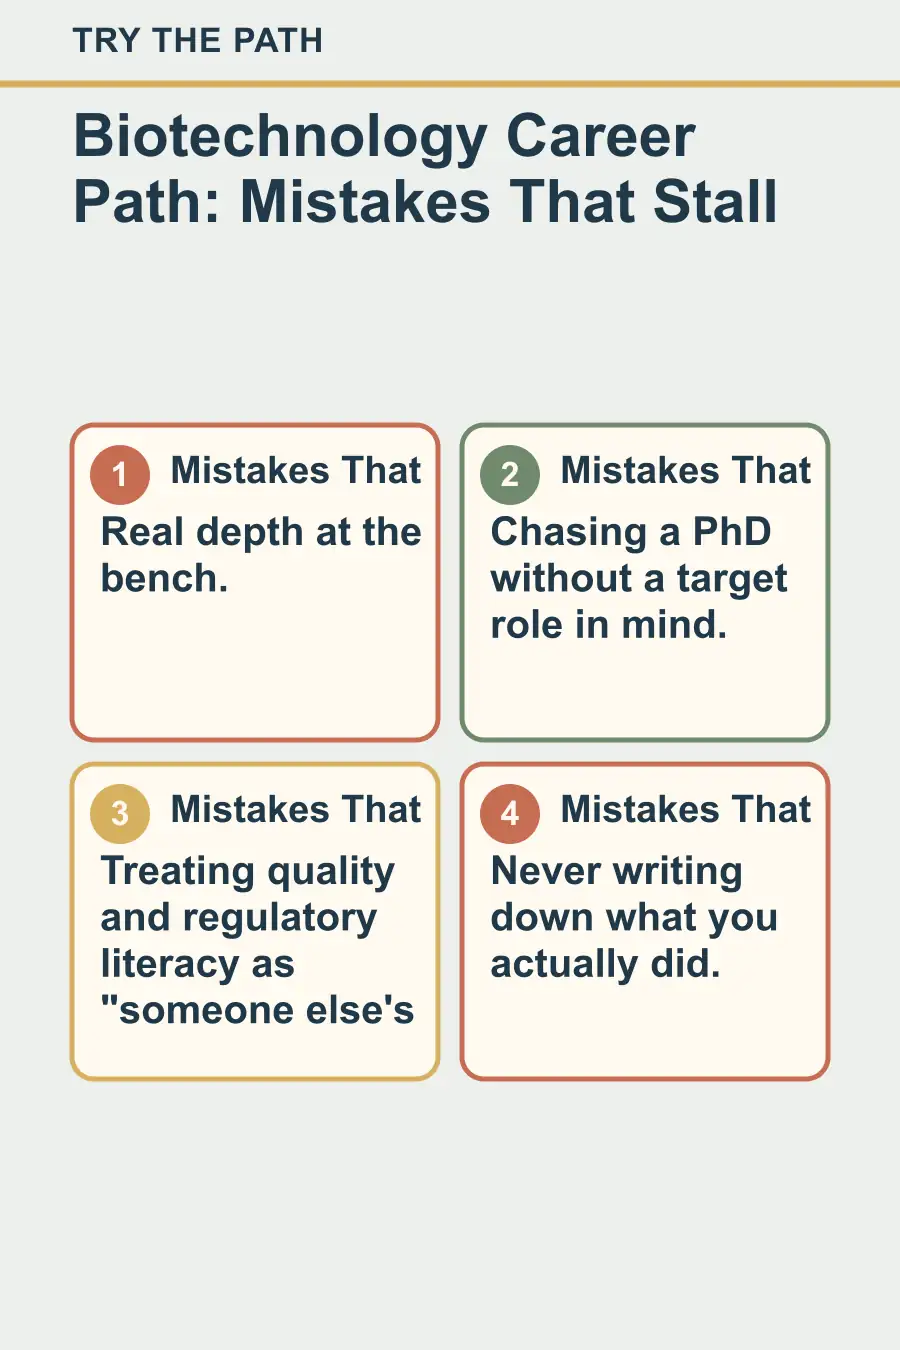 TRY THE PATH
Biotechnology Career
Path: Mistakes That Stall
1 Mistakes That
Real depth at the
bench.
2 Mistakes That
Chasing a PhD
without a target
role in mind.
3 Mistakes That
Treating quality
and regulatory
literacy as
"someone else's
4 Mistakes That
Never writing
down what you
actually did.